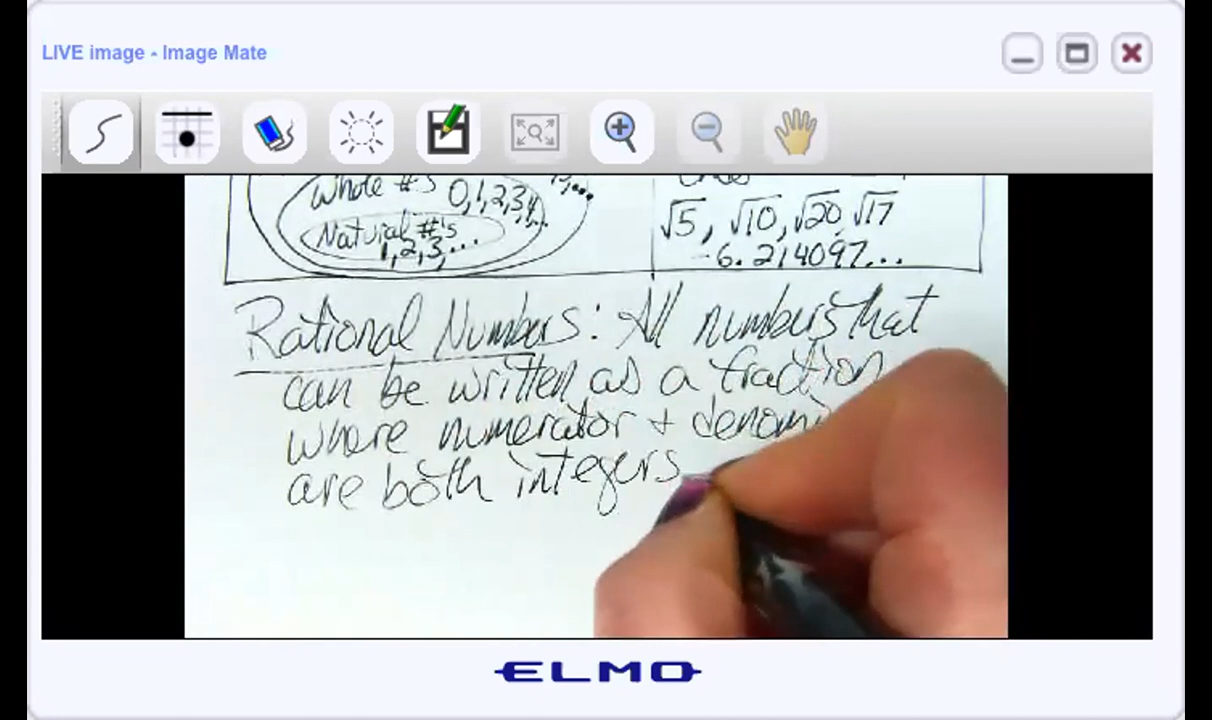 LIVE image - Image Mate
Whole #'s 0,1,2,3,4,...
Natural #'s
1,2,3,...
√5, √10, √20, √17
-6.214097...
Rational Numbers: All numbers that
can be written as a fraction
where numerator + denomi
are both integers
ELMO